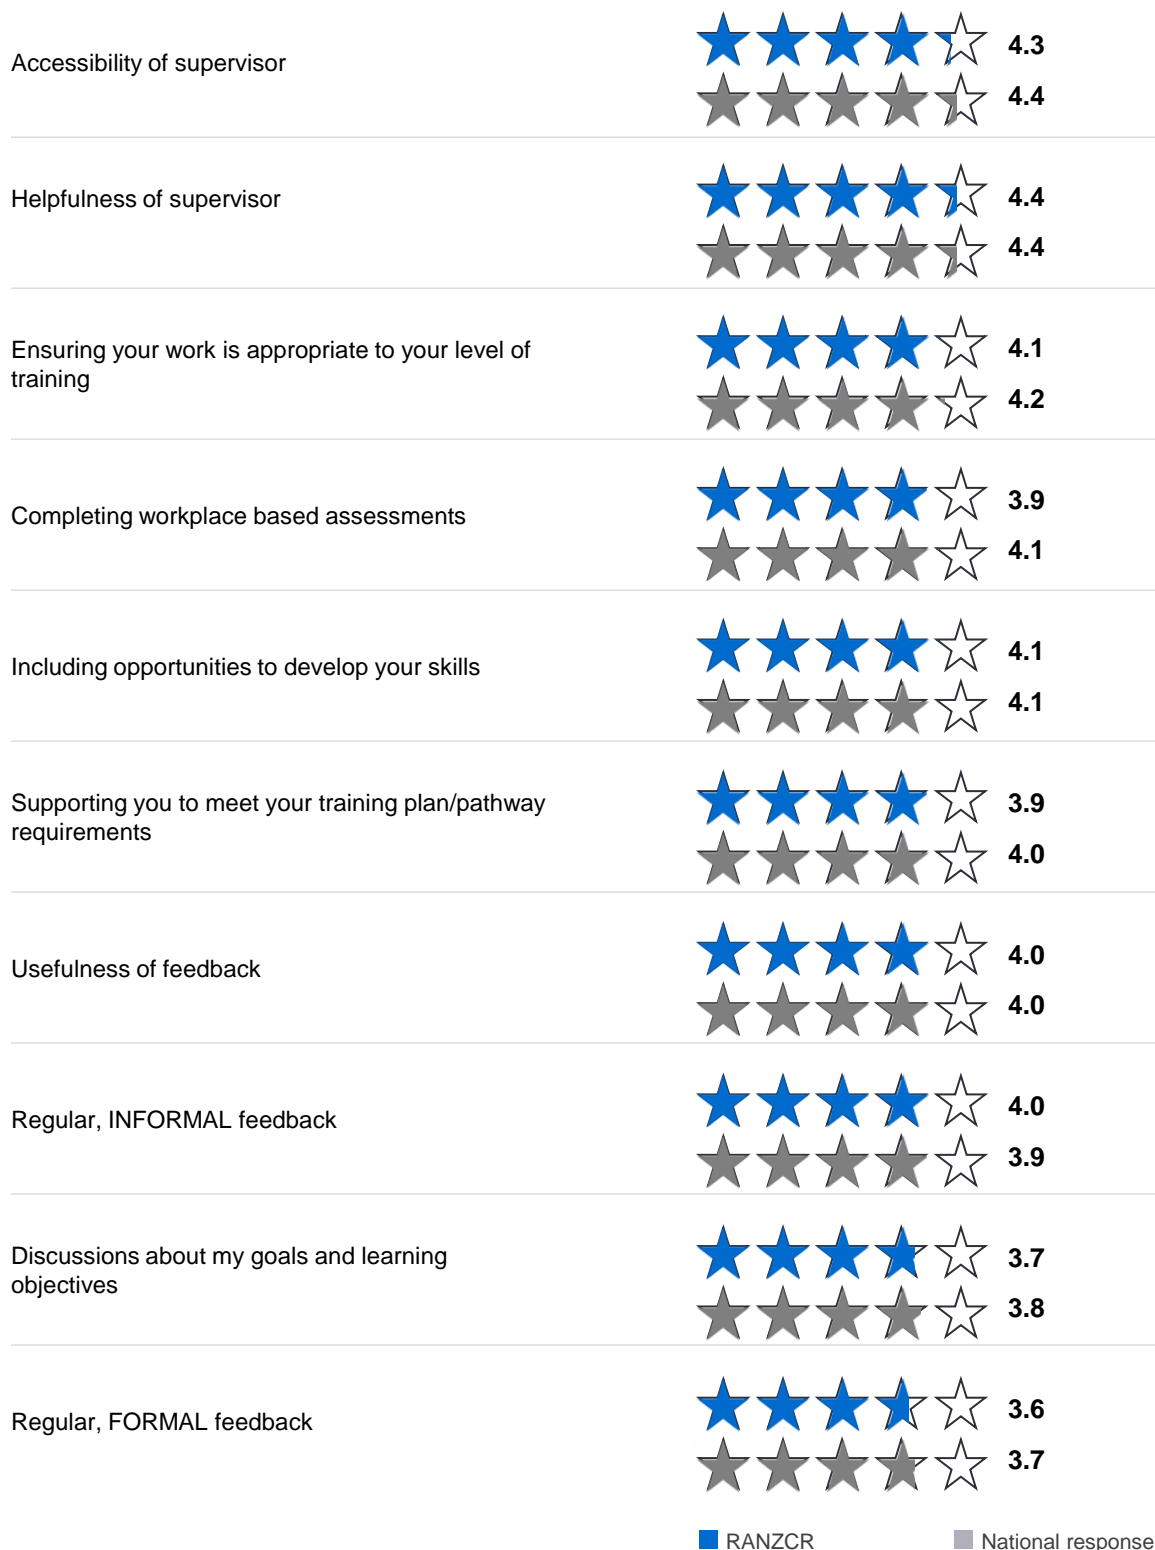 Accessibility of supervisor
4.3
4.4
Helpfulness of supervisor
4.4
4.4
Ensuring your work is appropriate to your level of
training
4.1
4.2
Completing workplace based assessments
3.9
4.1
Including opportunities to develop your skills
4.1
4.1
Supporting you to meet your training plan/pathway
requirements
3.9
4.0
Usefulness of feedback
4.0
4.0
Regular, INFORMAL feedback
4.0
3.9
Discussions about my goals and learning
objectives
3.7
3.8
Regular, FORMAL feedback
3.6
3.7
RANZCR
National response